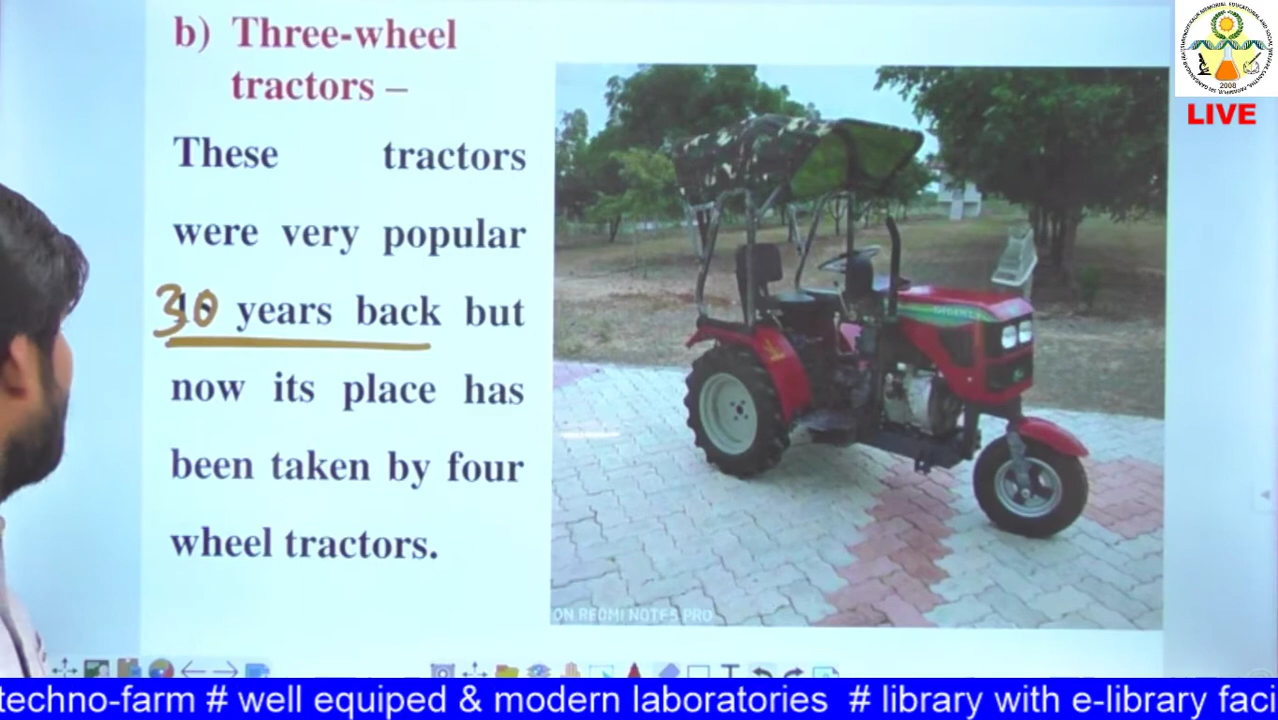 b) Three-wheel
tractors –
These tractors
were very popular
30 years back but
now its place has
been taken by four
wheel tractors.
2008
LIVE
ON REDMI NOTE5 PRO
techno-farm # well equiped & modern laboratories # library with e-library faci